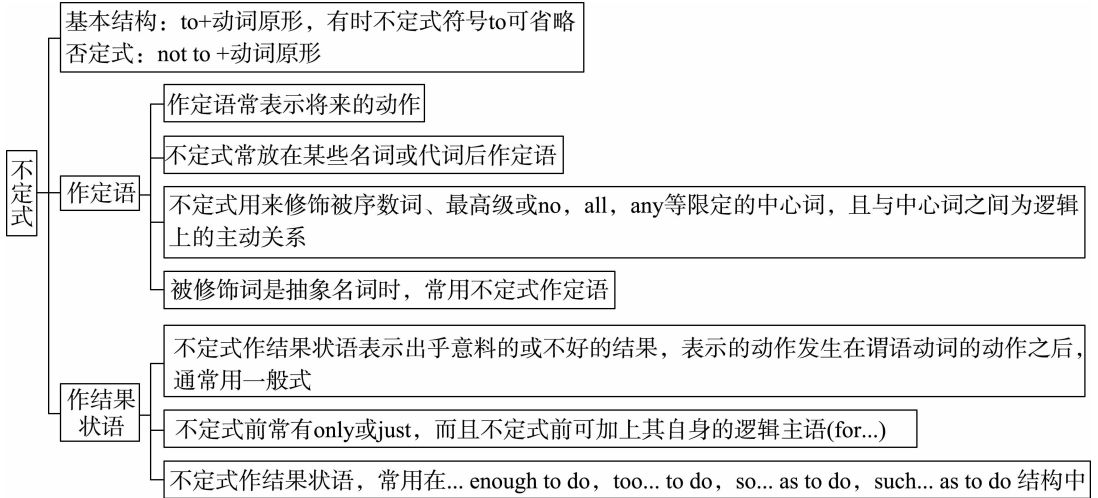 基本结构：to+动词原形，有时不定式符号to可省略
否定式：not to +动词原形
作定语常表示将来的动作
不定式常放在某些名词或代词后作定语
不定式
作定语
不定式用来修饰被序数词、最高级或no，all，any等限定的中心词，且与中心词之间为逻辑
上的主动关系
被修饰词是抽象名词时，常用不定式作定语
不定式作结果状语表示出乎意料的或不好的结果，表示的动作发生在谓语动词的动作之后，
通常用一般式
作结果
状语
不定式前常有only或just，而且不定式前可加上其自身的逻辑主语(for...)
不定式作结果状语，常用在... enough to do，too... to do，so... as to do，such... as to do 结构中